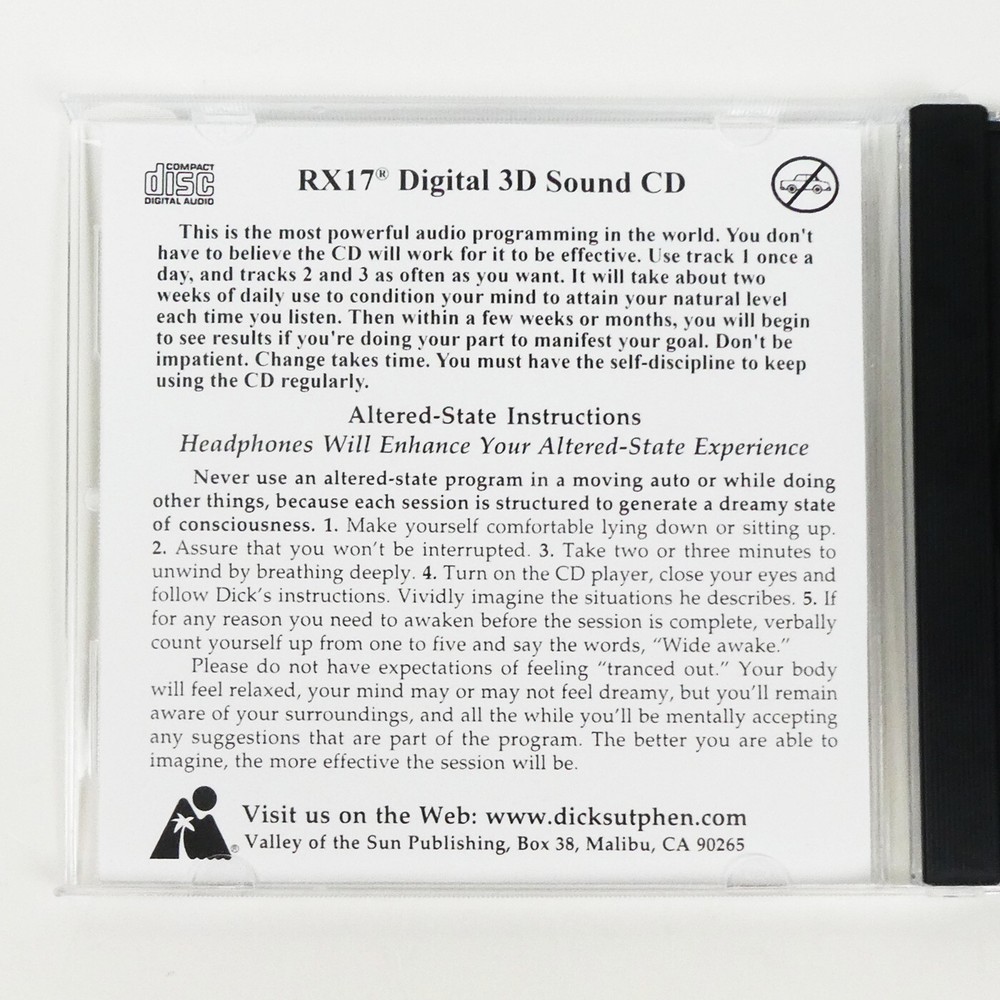 COMPACT
disc
DIGITAL AUDIO
RX17® Digital 3D Sound CD
This is the most powerful audio programming in the world. You don't
have to believe the CD will work for it to be effective. Use track 1 once a
day, and tracks 2 and 3 as often as you want. It will take about two
weeks of daily use to condition your mind to attain your natural level
each time you listen. Then within a few weeks or months, you will begin
to see results if you're doing your part to manifest your goal. Don't be
impatient. Change takes time. You must have the self-discipline to keep
using the CD regularly.
Altered-State Instructions
Headphones Will Enhance Your Altered-State Experience
Never use an altered-state program in a moving auto or while doing
other things, because each session is structured to generate a dreamy state
of consciousness. 1. Make yourself comfortable lying down or sitting up.
2. Assure that you won't be interrupted. 3. Take two or three minutes to
unwind by breathing deeply. 4. Turn on the CD player, close your eyes and
follow Dick's instructions. Vividly imagine the situations he describes. 5. If
for any reason you need to awaken before the session is complete, verbally
count yourself up from one to five and say the words, “Wide awake.”
Please do not have expectations of feeling “tranced out.” Your body
will feel relaxed, your mind may or may not feel dreamy, but you'll remain
aware of your surroundings, and all the while you'll be mentally accepting
any suggestions that are part of the program. The better you are able to
imagine, the more effective the session will be.
Visit us on the Web: www.dicksutphen.com
® Valley of the Sun Publishing, Box 38, Malibu, CA 90265